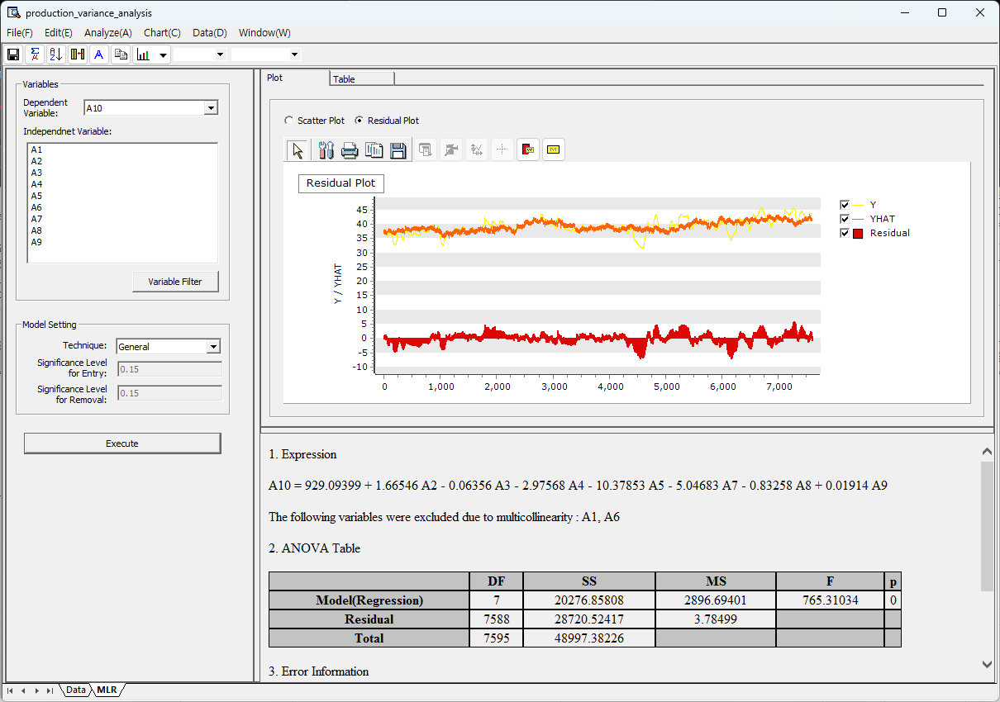 production_variance_analysis
File(F) Edit(E) Analyze(A) Chart(C) Data(D) Window(W)
Variables
Dependent
Variable:
A10
Independnet Variable:
A1
A2
A3
A4
A5
A6
A7
A8
A9
Variable Filter
Model Setting
Technique: General
Significance Level
for Entry:
0.15
Significance Level
for Removal:
0.15
Execute
Plot Table
Scatter Plot Residual Plot
Residual Plot
Y / YHAT
45
40
35
30
25
20
15
10
5
0
-5
-10
0 1,000 2,000 3,000 4,000 5,000 6,000 7,000
Y
YHAT
Residual
1. Expression
A10 = 929.09399 + 1.66546 A2 - 0.06356 A3 - 2.97568 A4 - 10.37853 A5 - 5.04683 A7 - 0.83258 A8 + 0.01914 A9
The following variables were excluded due to multicollinearity : A1, A6
2. ANOVA Table
DF SS MS F p
Model(Regression) 7 20276.85808 2896.69401 765.31034 0
Residual 7588 28720.52417 3.78499
Total 7595 48997.38226
3. Error Information
Data MLR